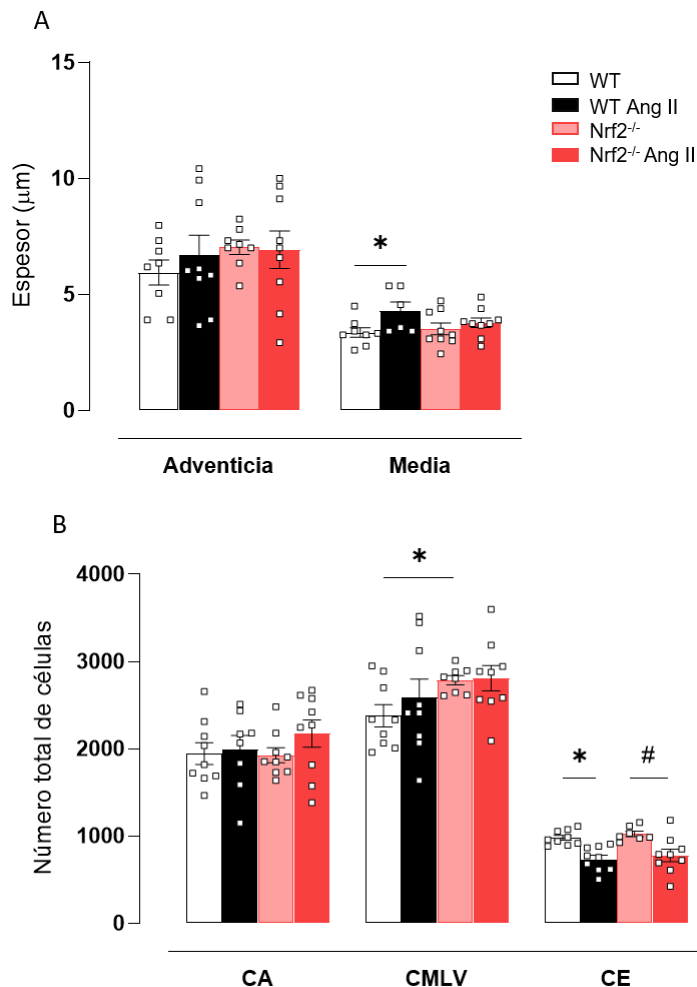 A
15
10
5
0
Espesor (μm)
WT
WT Ang II
Nrf2-/-
Nrf2-/- Ang II
*
Adventicia Media
B
4000
3000
2000
1000
0
Número total de células
*
* #
CA CMLV CE